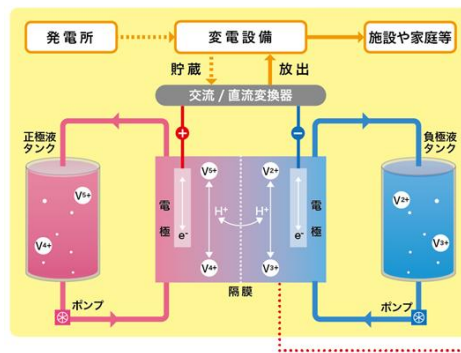 発電所
変電設備
施設や家庭等
貯蔵
放出
交流 / 直流変換器
正極液
タンク
負極液
タンク
+
−
V5+
V4+
電極
e-
V5+
V4+
H+
H+
V2+
V3+
電極
e-
V2+
V3+
隔膜
ポンプ
ポンプ